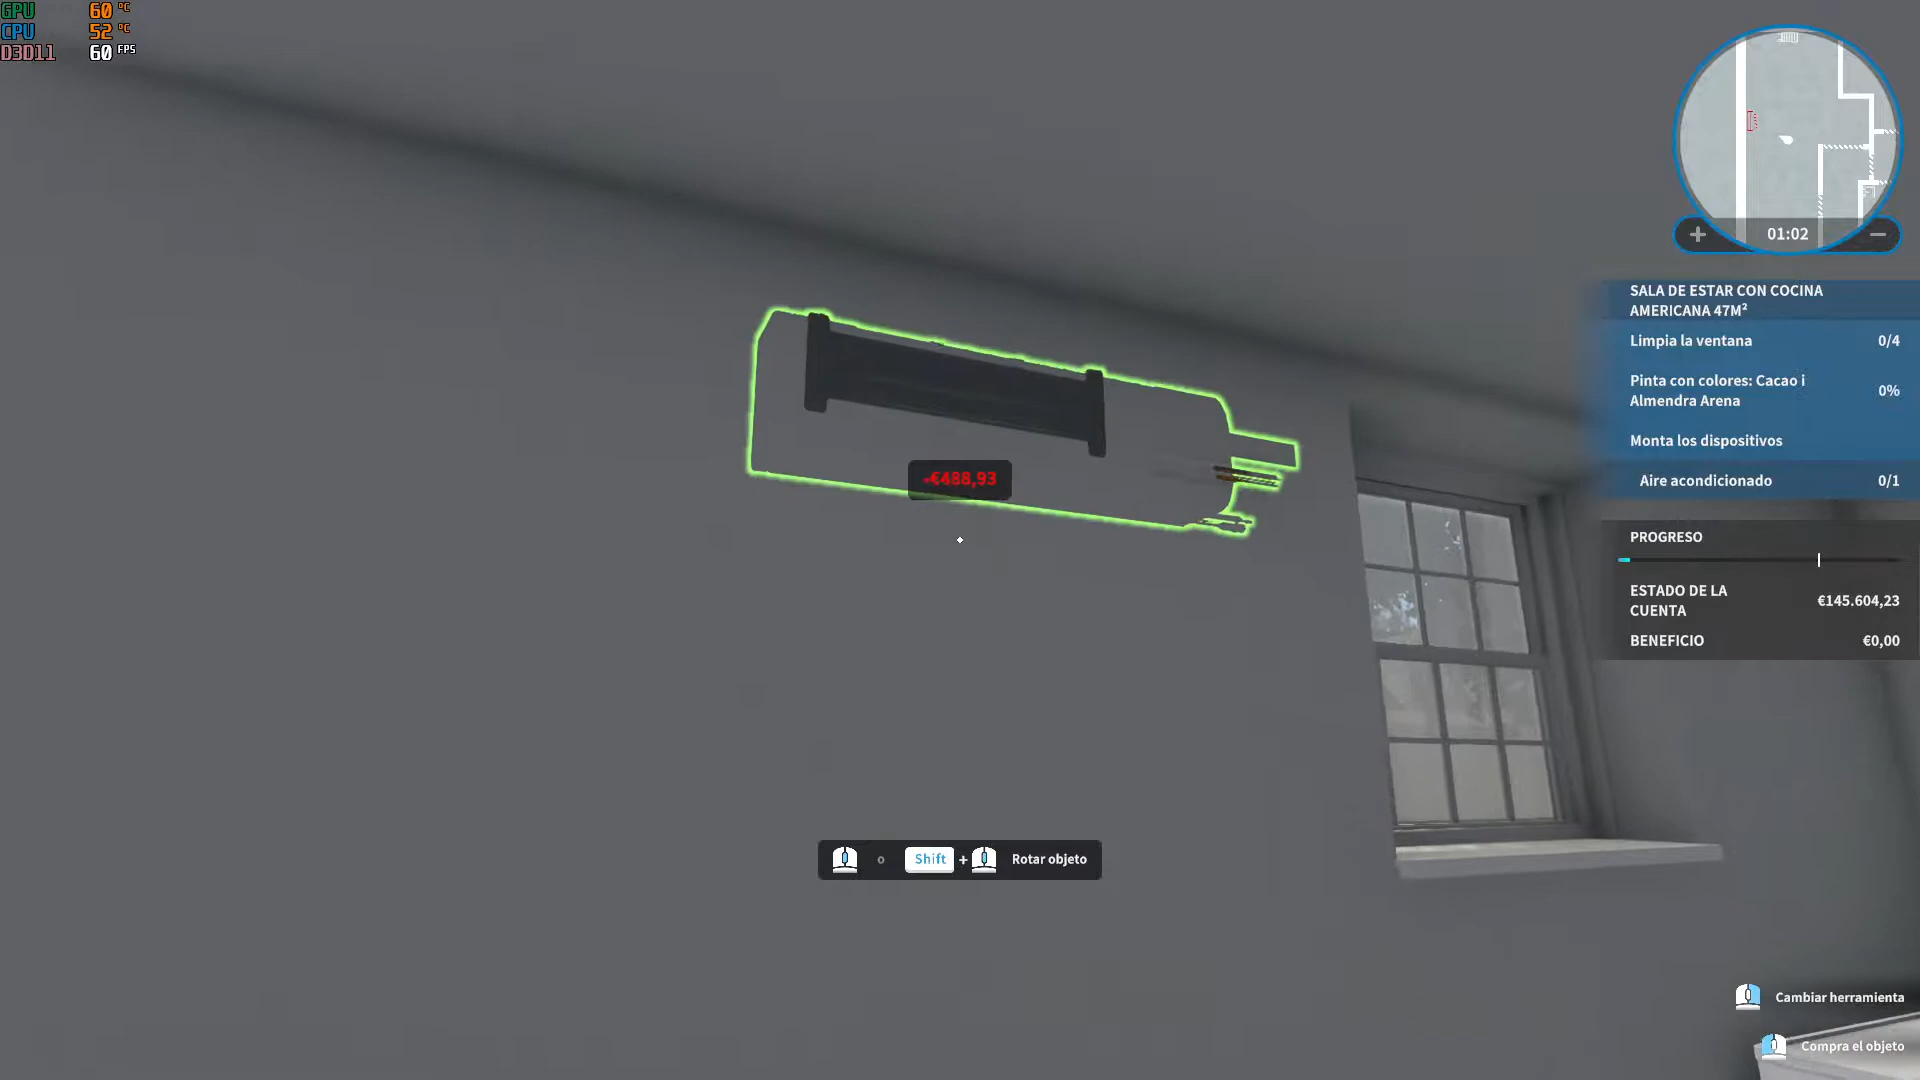 GPU 60 °C
CPU 52 °C
D3D11 60 FPS
01:02
SALA DE ESTAR CON COCINA
AMERICANA 47M²
Limpia la ventana 0/4
Pinta con colores: Cacao i
Almendra Arena 0%
Monta los dispositivos
Aire acondicionado 0/1
-€488,93
PROGRESO
ESTADO DE LA
CUENTA €145.604,23
BENEFICIO €0,00
o Shift + Rotar objeto
Cambiar herramienta
Compra el objeto